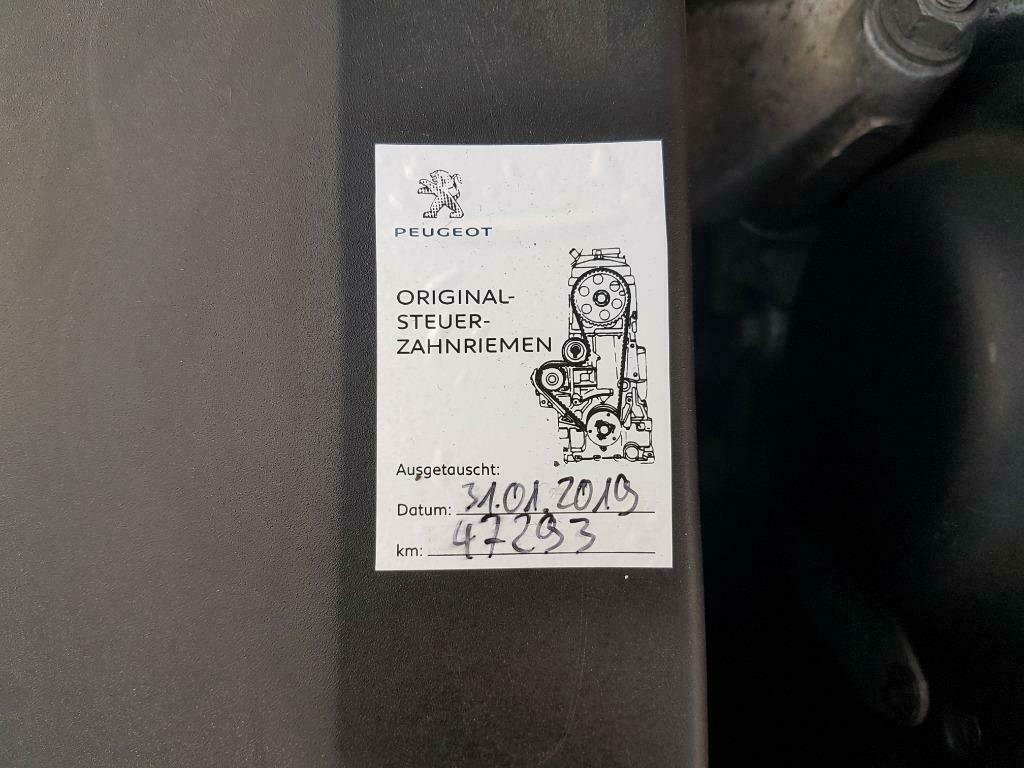 PEUGEOT
ORIGINAL-
STEUER-
ZAHNRIEMEN
Ausgetauscht:
Datum: 31.01.2019
km: 47293